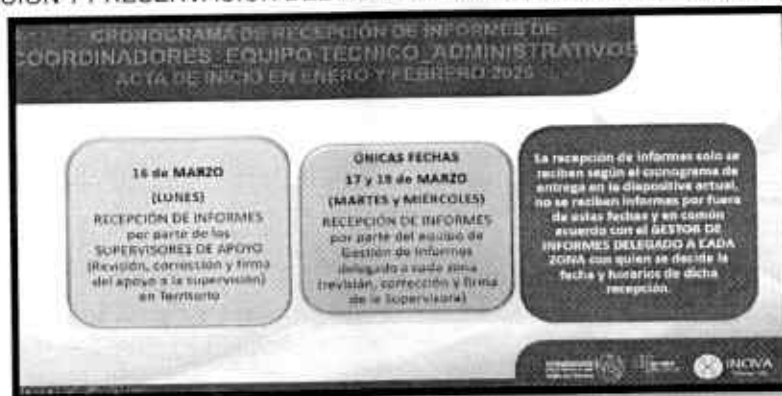 CRONOGRAMA DE RECEPCIÓN DE INFORMES DE
COORDINADORES_EQUIPO TECNICO_ADMINISTRATIVOS
ACTA DE INICIO EN ENERO Y FEBRERO 2026
16 de MARZO
(LUNES)
RECEPCIÓN DE INFORMES
por parte de los
SUPERVISORES DE APOYO
(Revisión, corrección y firma
del apoyo a la supervisión)
en Territorio
ÚNICAS FECHAS
17 y 18 de MARZO
(MARTES y MIERCOLES)
RECEPCIÓN DE INFORMES
por parte del equipo de
Gestión de Informes
delegado a cada zona
(revisión, corrección y firma
de la Supervisora)
La recepción de informes solo se
reciben según el cronograma de
entrega en la diapositiva actual,
no se reciben informes por fuera
de estas fechas y en común
acuerdo con el GESTOR DE
INFORMES DELEGADO A CADA
ZONA con quien se decide la
fecha y horarios de dicha
recepción.
INOVA